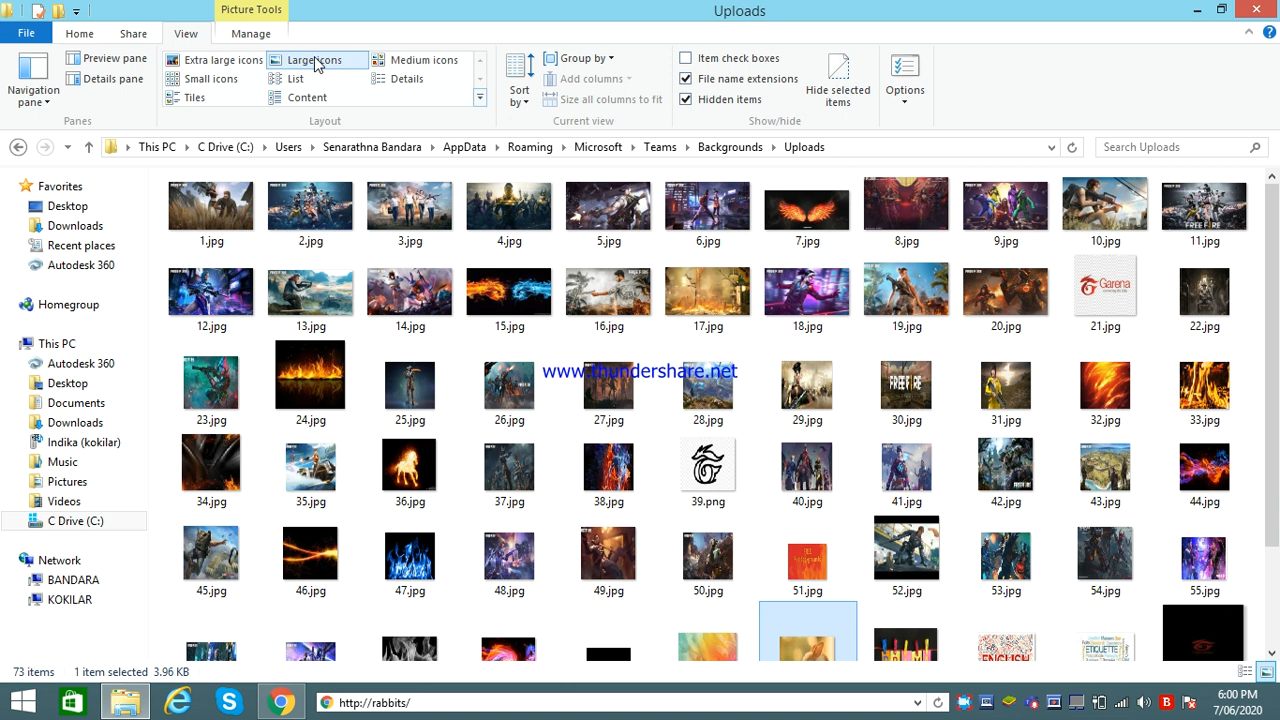 Picture Tools
Uploads
File
Home
Share
View
Manage
Navigation pane
Preview pane
Details pane
Panes
Extra large icons
Large icons
Medium icons
Small icons
List
Details
Tiles
Content
Layout
Sort by
Group by
Add columns
Size all columns to fit
Current view
Item check boxes
File name extensions
Hidden items
Hide selected items
Show/hide
Options
This PC
C Drive (C:)
Users
Senarathna Bandara
AppData
Roaming
Microsoft
Teams
Backgrounds
Uploads
Search Uploads
Favorites
Desktop
Downloads
Recent places
Autodesk 360
Homegroup
This PC
Autodesk 360
Desktop
Documents
Downloads
Indika (kokilar)
Music
Pictures
Videos
C Drive (C:)
Network
BANDARA
KOKILAR
1.jpg 2.jpg 3.jpg 4.jpg 5.jpg 6.jpg 7.jpg 8.jpg 9.jpg 10.jpg 11.jpg
FREE FIRE
Garena
12.jpg 13.jpg 14.jpg 15.jpg 16.jpg 17.jpg 18.jpg 19.jpg 20.jpg 21.jpg 22.jpg
www.thundershare.net
FREE FIRE
23.jpg 24.jpg 25.jpg 26.jpg 27.jpg 28.jpg 29.jpg 30.jpg 31.jpg 32.jpg 33.jpg
34.jpg 35.jpg 36.jpg 37.jpg 38.jpg 39.png 40.jpg 41.jpg 42.jpg 43.jpg 44.jpg
45.jpg 46.jpg 47.jpg 48.jpg 49.jpg 50.jpg 51.jpg 52.jpg 53.jpg 54.jpg 55.jpg
ENGLISH
ETIQUETTE
73 items 1 item selected 3.96 KB
http://rabbits/
6:00 PM
7/06/2020